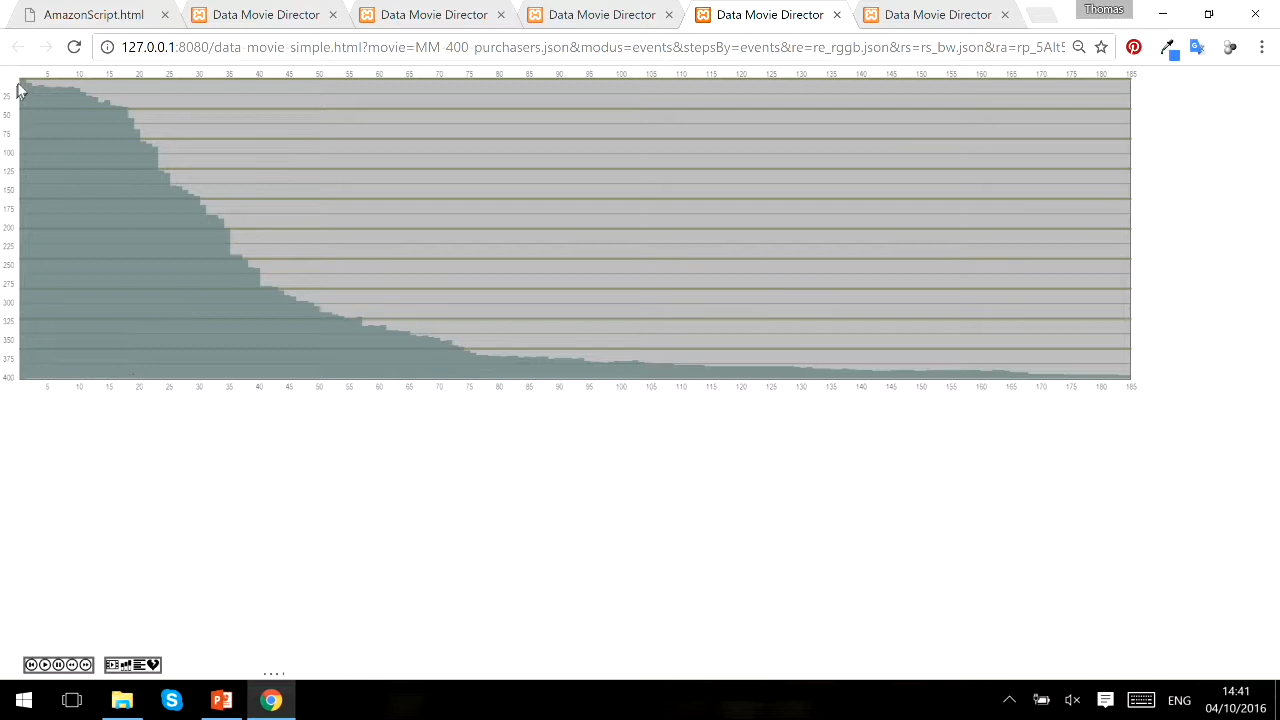 AmazonScript.html
Data Movie Director
Data Movie Director
Data Movie Director
Data Movie Director
Data Movie Director
Thomas
127.0.0.1:8080/data-movie_simple.html?movie=MM_400_purchasers.json&modus=events&stepsBy=events&re=re_rggb.json&rs=rs_bw.json&ra=rp_5Alt5
5 10 15 20 25 30 35 40 45 50 55 60 65 70 75 80 85 90 95 100 105 110 115 120 125 130 135 140 145 150 155 160 165 170 175 180 185
25
50
75
100
125
150
175
200
225
250
275
300
325
350
375
400
5 10 15 20 25 30 35 40 45 50 55 60 65 70 75 80 85 90 95 100 105 110 115 120 125 130 135 140 145 150 155 160 165 170 175 180 185
ENG
14:41
04/10/2016